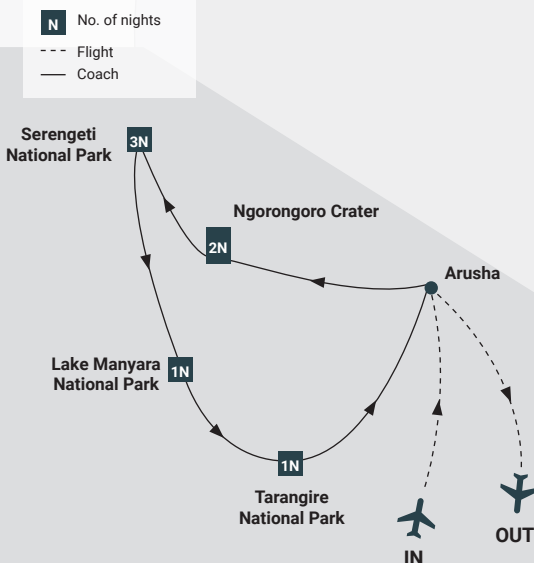 N No. of nights
Flight
Coach
Serengeti
National Park
3N
Ngorongoro Crater
2N
Arusha
Lake Manyara
National Park
1N
1N
Tarangire
National Park
OUT
IN